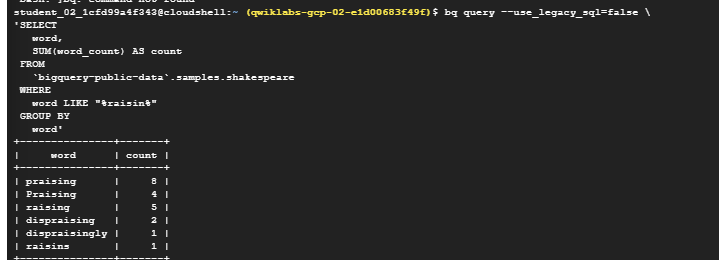 student_02_1cfd99a4f343@cloudshell:~ (qwiklabs-gcp-02-e1d00683f49f)$ bq query --use_legacy_sql=false \
'SELECT
   word,
   SUM(word_count) AS count
 FROM
   `bigquery-public-data`.samples.shakespeare
 WHERE
   word LIKE "%raisin%"
 GROUP BY
   word'
+---------------+-------+
|     word      | count |
+---------------+-------+
| praising      |     8 |
| Praising      |     4 |
| raising       |     5 |
| dispraising   |     2 |
| dispraisingly |     1 |
| raisins       |     1 |
+---------------+-------+